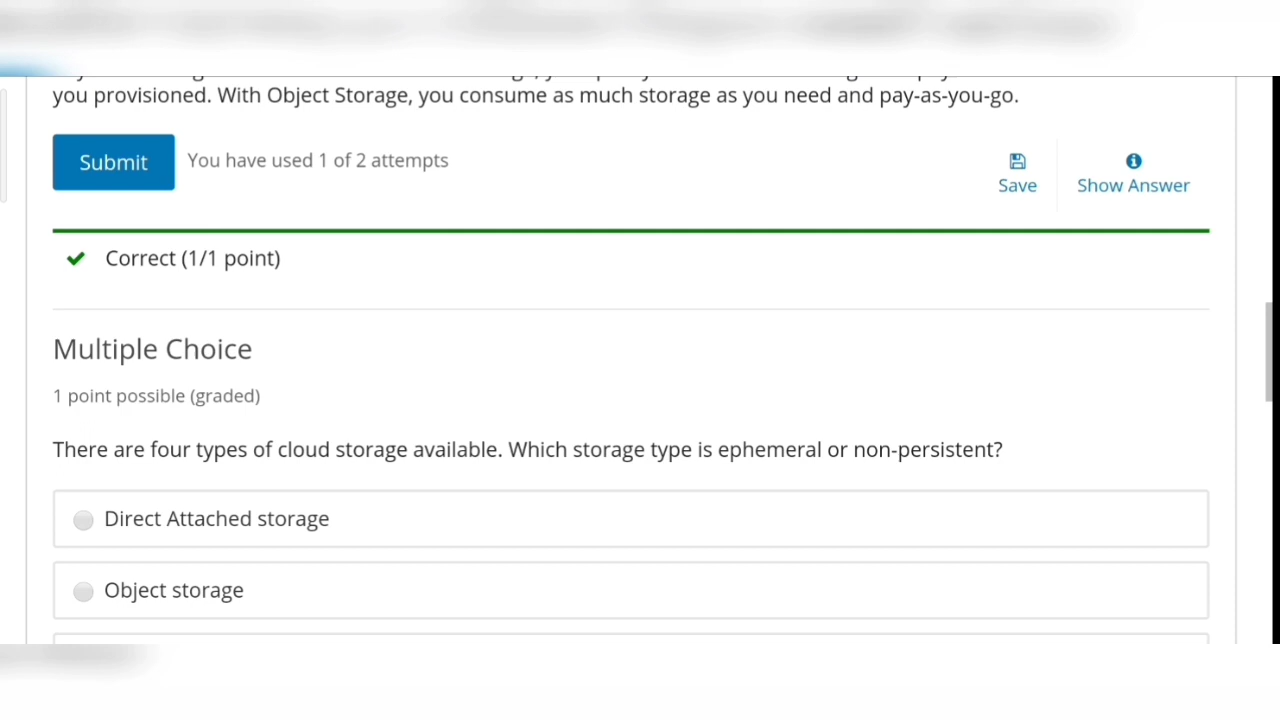 you provisioned. With Object Storage, you consume as much storage as you need and pay-as-you-go.
Submit
You have used 1 of 2 attempts
Save
Show Answer
Correct (1/1 point)
Multiple Choice
1 point possible (graded)
There are four types of cloud storage available. Which storage type is ephemeral or non-persistent?
Direct Attached storage
Object storage